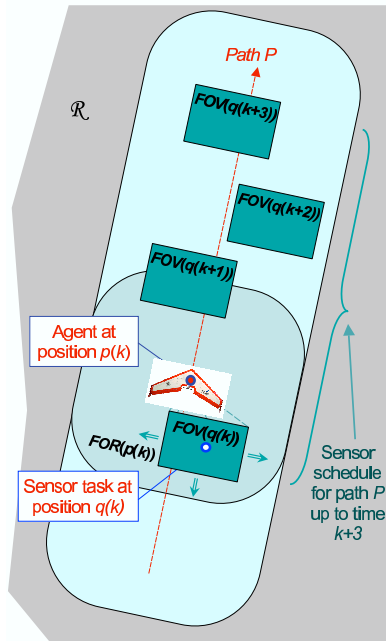 Path P
ℛ
FOV(q(k+3))
FOV(q(k+2))
FOV(q(k+1))
Agent at
position p(k)
FOV(q(k))
FOR(p(k))
Sensor task at
position q(k)
Sensor
schedule
for path P
up to time
k+3